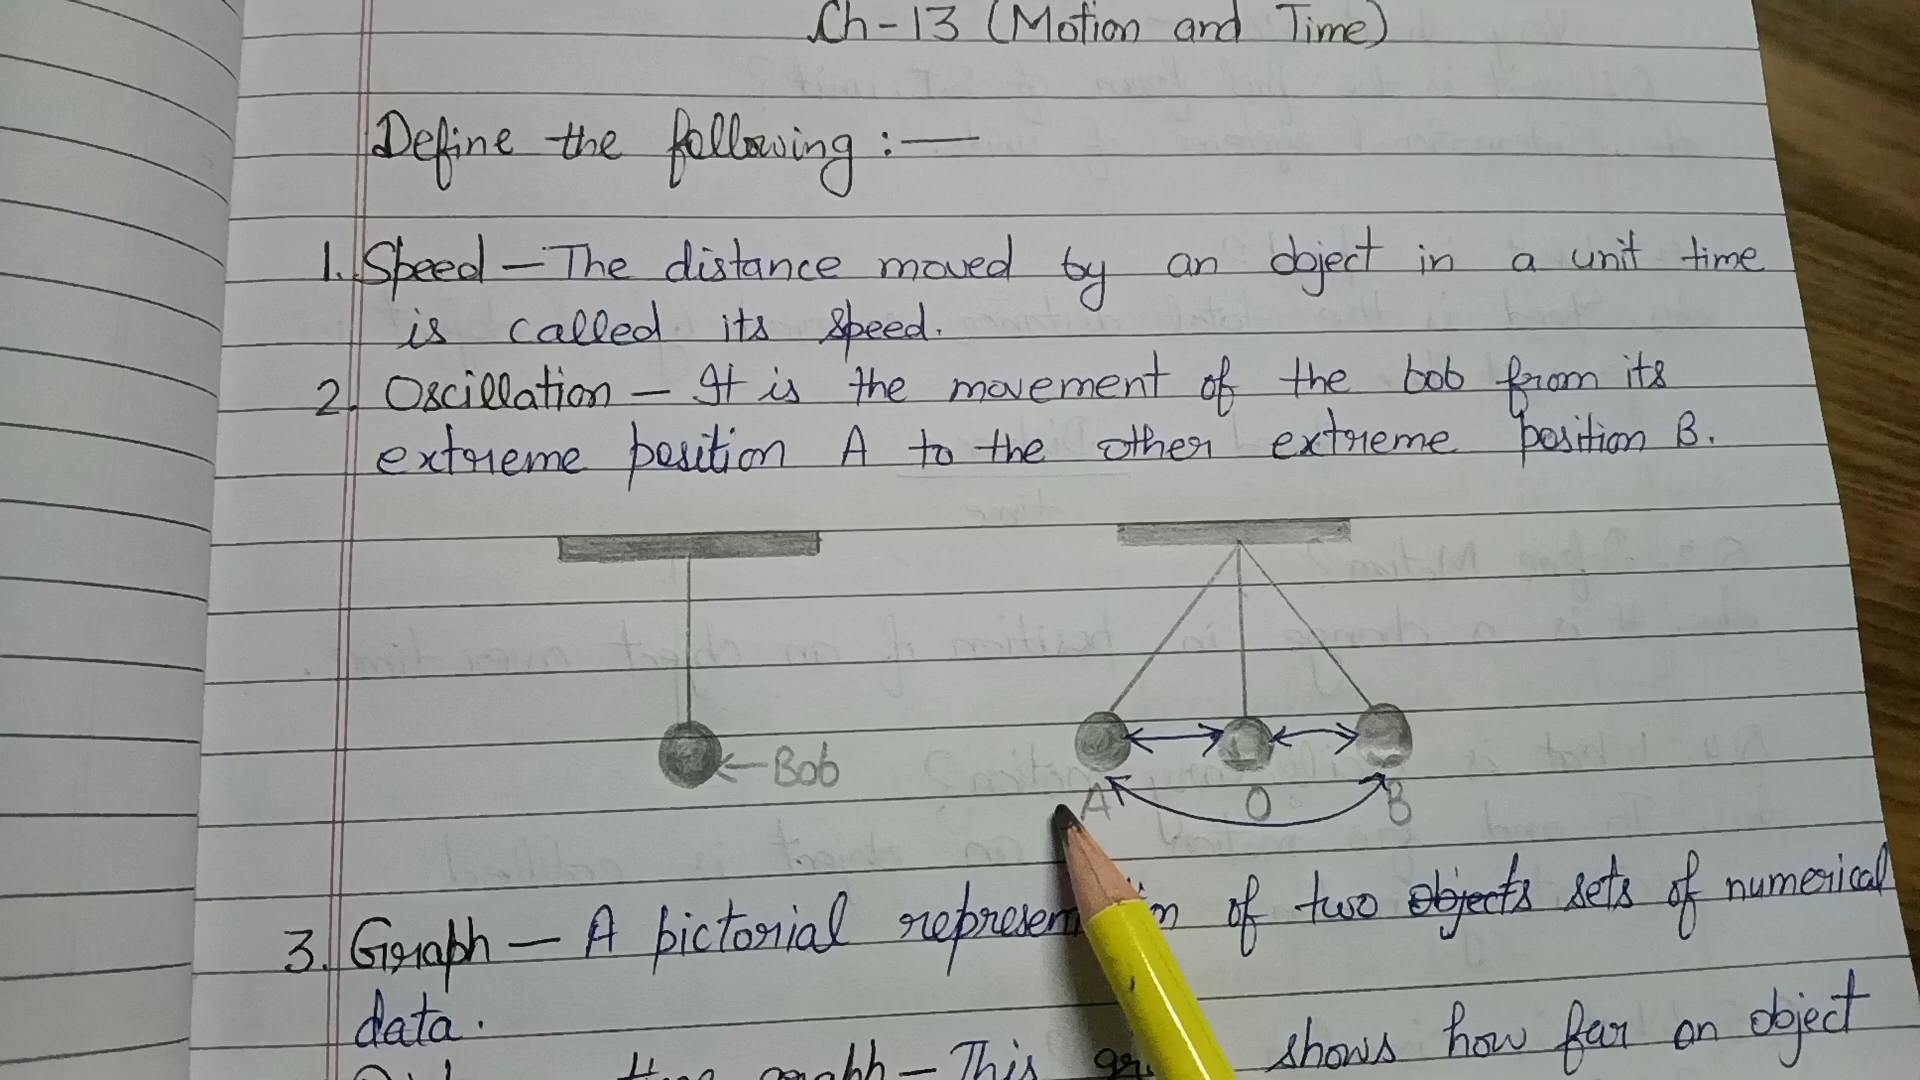 Ch-13 (Motion and Time)
Define the following :—
1. Speed — The distance moved by an object in a unit time
is called its speed.
2. Oscillation — It is the movement of the bob from its
extreme position A to the other extreme position B.
Bob
A O B
3. Graph — A pictorial of two objects sets of numerical
data.
graph — This shows how far an object